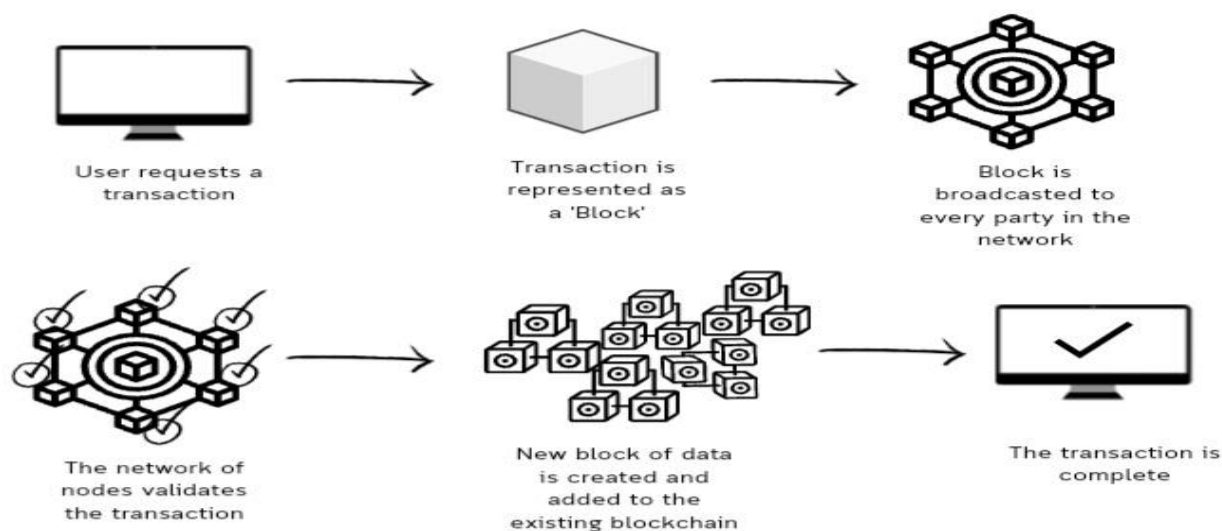 User requests a
transaction
Transaction is
represented as
a 'Block'
Block is
broadcasted to
every party in the
network
The network of
nodes validates
the transaction
New block of data
is created and
added to the
existing blockchain
The transaction is
complete